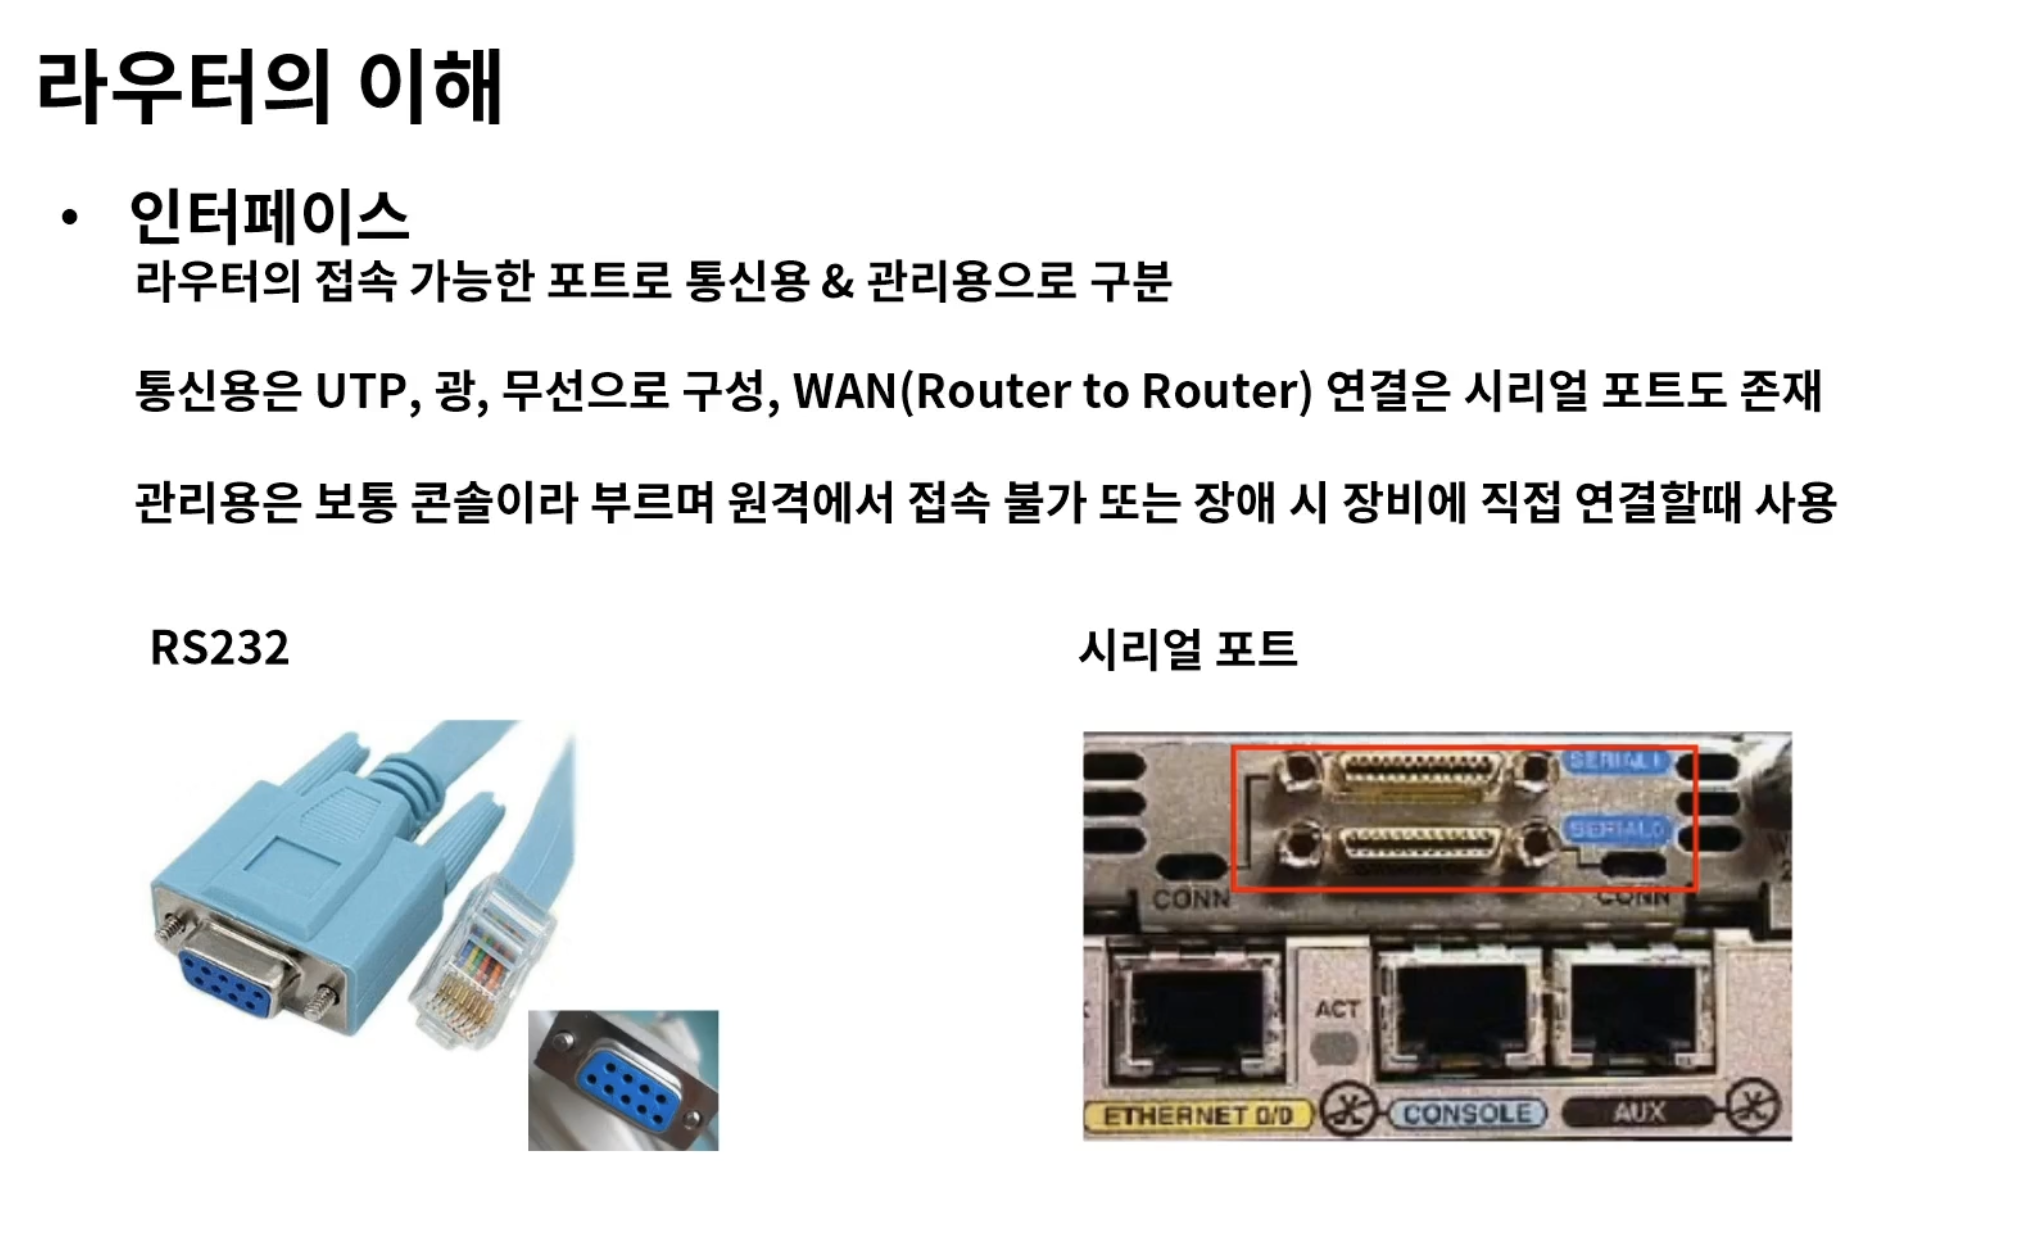 라우터의 이해
• 인터페이스
라우터의 접속 가능한 포트로 통신용 & 관리용으로 구분
통신용은 UTP, 광, 무선으로 구성, WAN(Router to Router) 연결은 시리얼 포트도 존재
관리용은 보통 콘솔이라 부르며 원격에서 접속 불가 또는 장애 시 장비에 직접 연결할때 사용
RS232
시리얼 포트
SERIAL 1
SERIAL 0
CONN
CONN
ACT
ETHERNET 0/0
CONSOLE
AUX